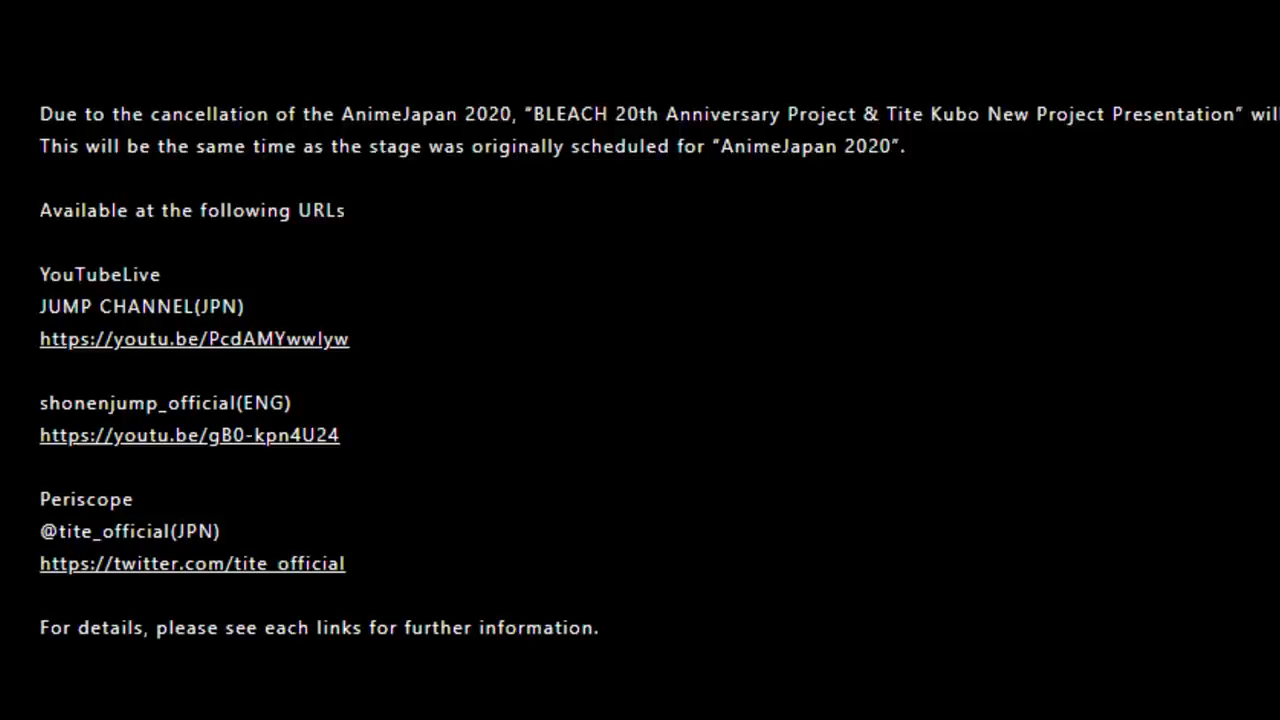 Due to the cancellation of the AnimeJapan 2020, “BLEACH 20th Anniversary Project & Tite Kubo New Project Presentation” will
This will be the same time as the stage was originally scheduled for “AnimeJapan 2020”.
Available at the following URLs
YouTubeLive
JUMP CHANNEL(JPN)
https://youtu.be/PcdAMYwwlyw
shonenjump_official(ENG)
https://youtu.be/gB0-kpn4U24
Periscope
@tite_official(JPN)
https://twitter.com/tite_official
For details, please see each links for further information.